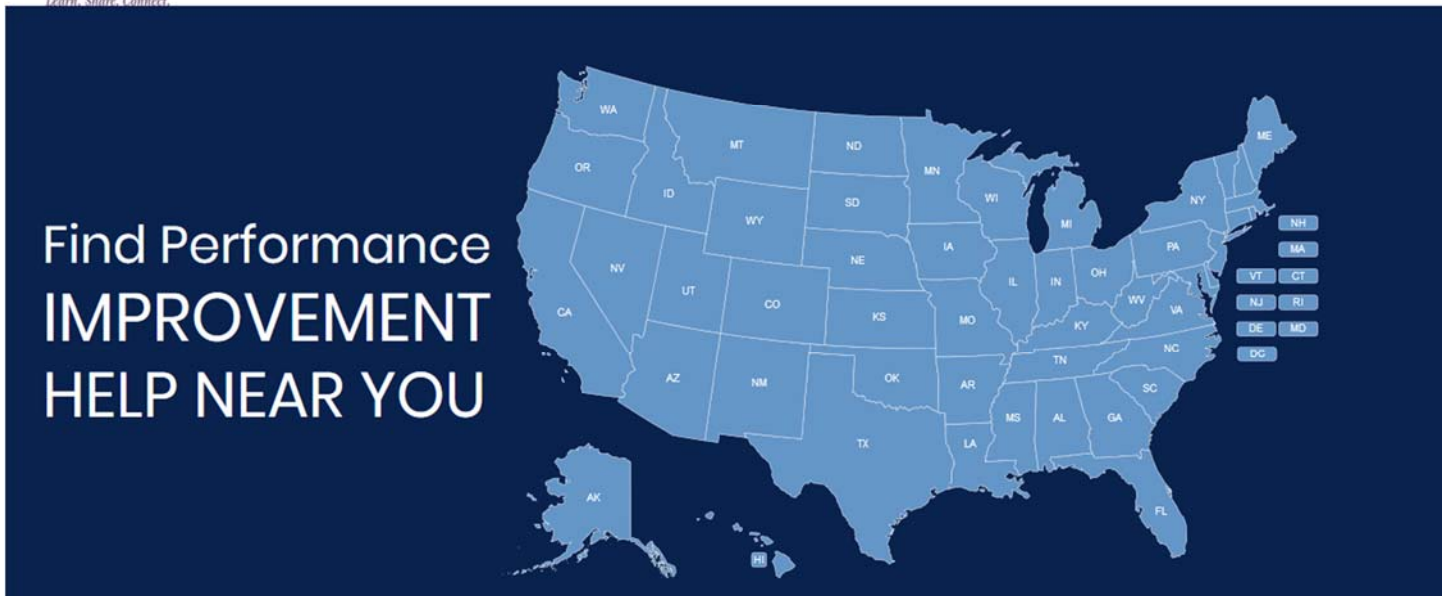 Learn. Share. Connect.
Find Performance
IMPROVEMENT
HELP NEAR YOU
WA
MT
ND
MN
ME
OR
ID
SD
WI
NY
WY
MI
NH
IA
PA
MA
NE
NV
OH
UT
IL
IN
VT
CT
CO
WV
NJ
RI
CA
KS
MO
VA
KY
DE
MD
NC
TN
DC
AZ
NM
OK
AR
SC
MS
AL
GA
TX
LA
AK
FL
HI